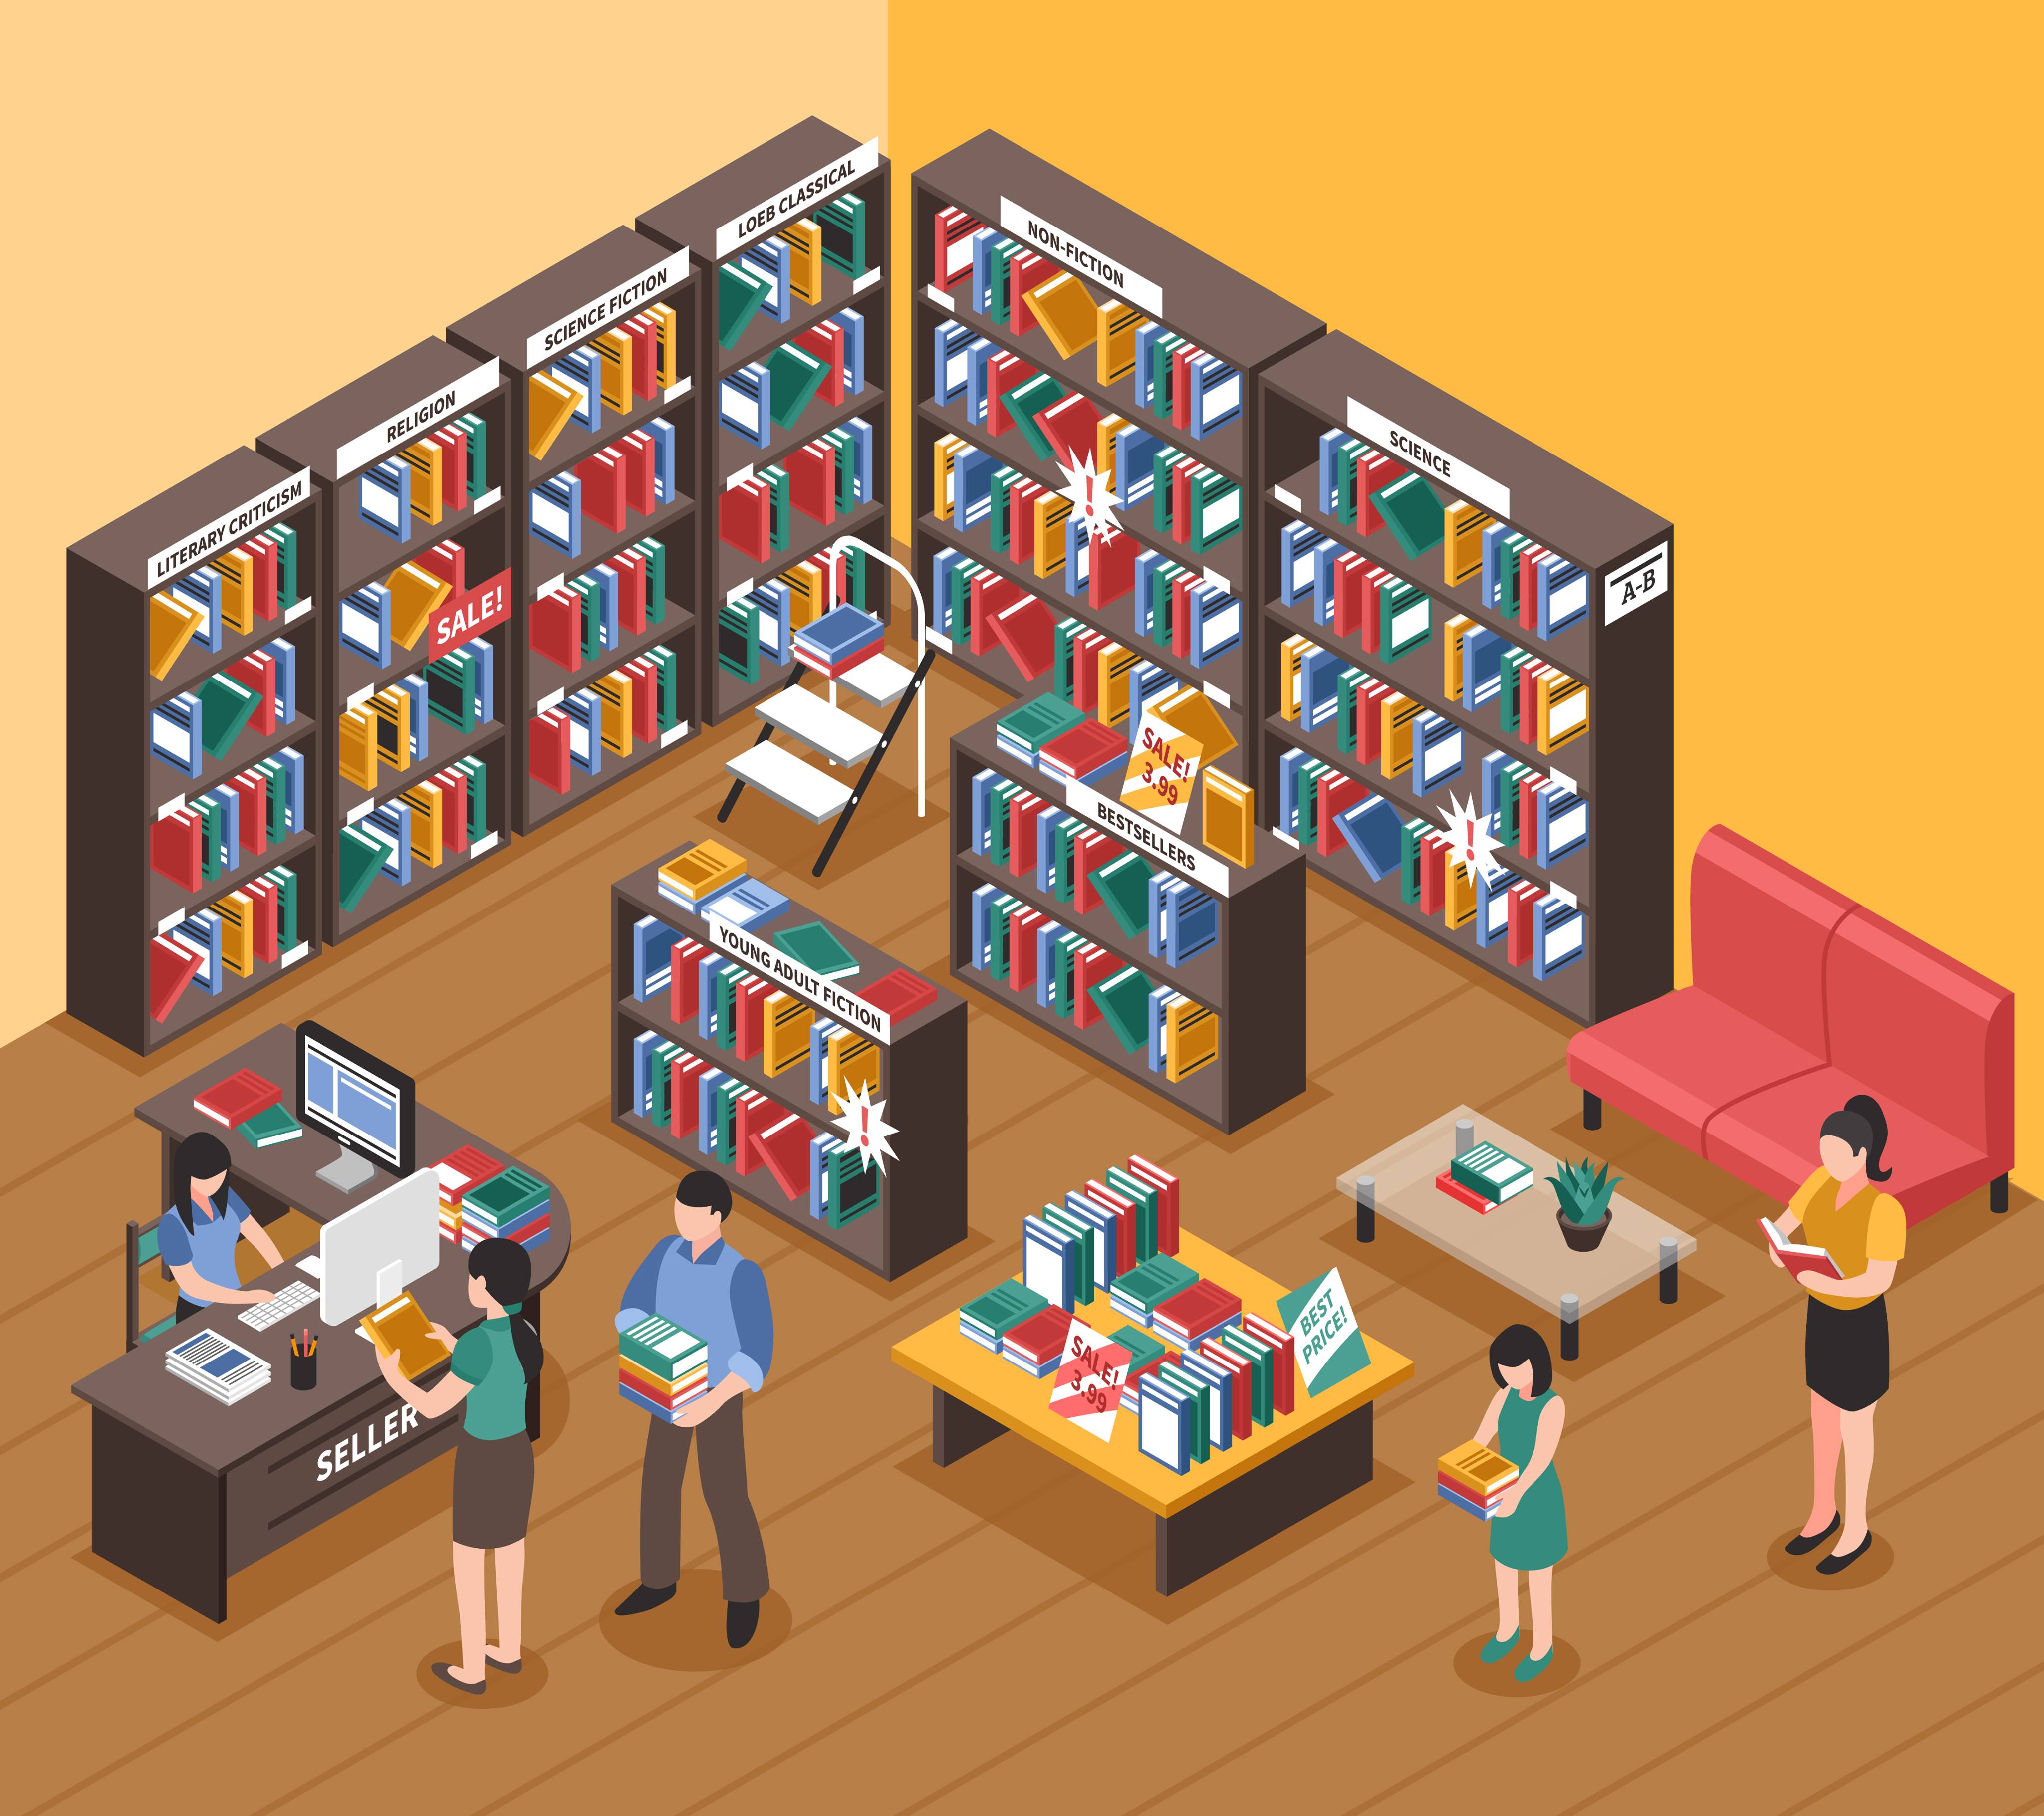 LOEB CLASSICAL
NON-FICTION
SCIENCE FICTION
RELIGION
SCIENCE
LITERARY CRITICISM
A-B
SALE!
!
SALE!
3.99
BESTSELLERS
!
YOUNG ADULT FICTION
!
BEST
PRICE!
SALE!
3.99
SELLER